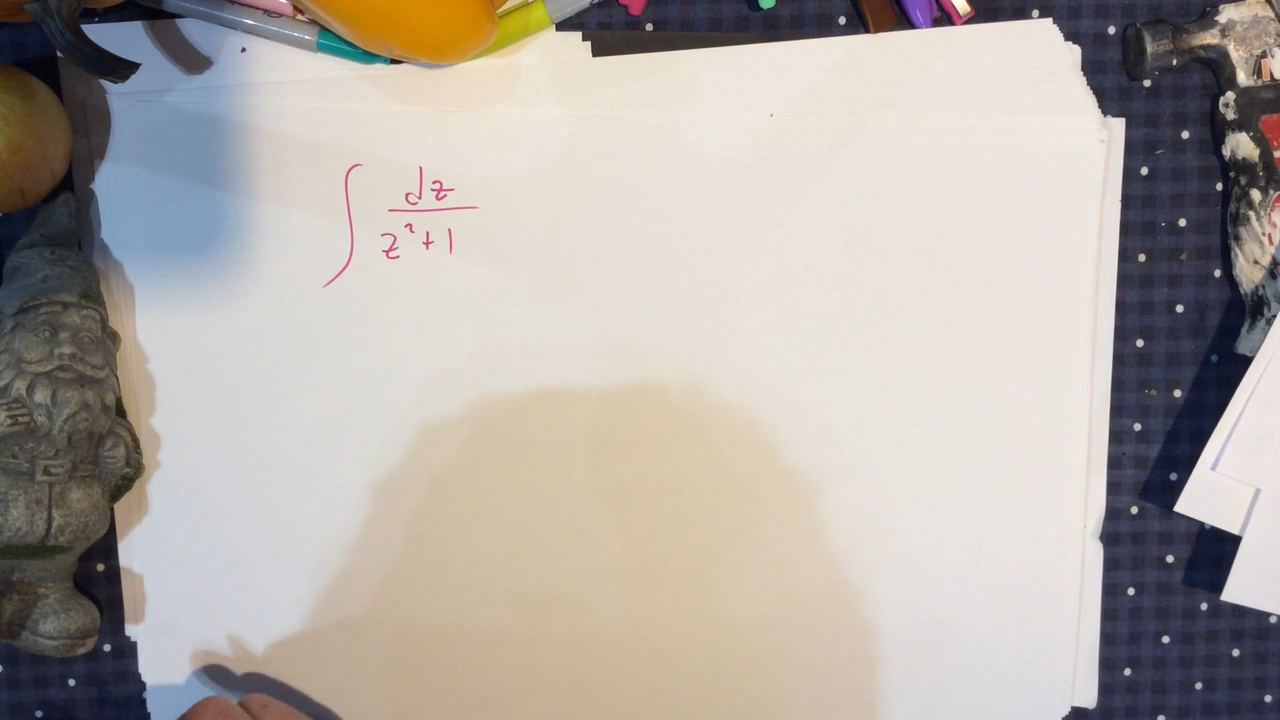 ∫ dz
z² + 1